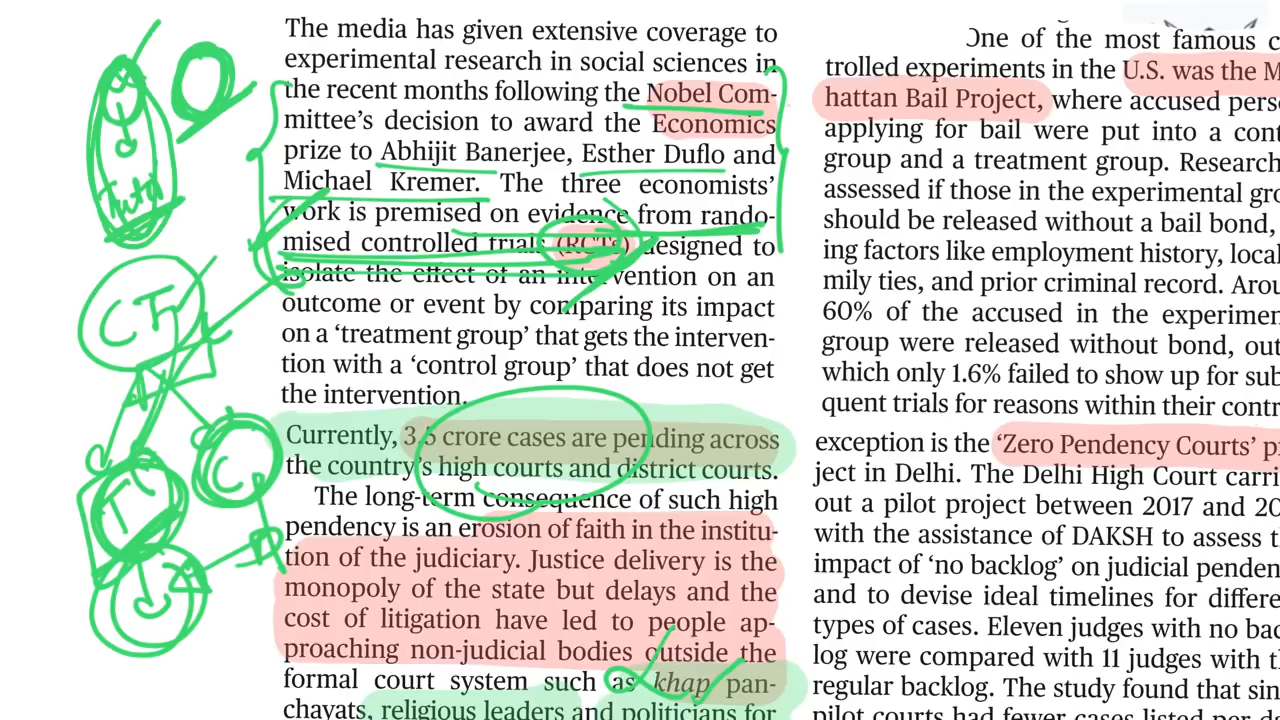 The media has given extensive coverage to
experimental research in social sciences in
the recent months following the Nobel Com-
mittee's decision to award the Economics
prize to Abhijit Banerjee, Esther Duflo and
Michael Kremer. The three economists'
work is premised on evidence from rando-
mised controlled trials (RCTs) designed to
isolate the effect of an intervention on an
outcome or event by comparing its impact
on a 'treatment group' that gets the interven-
tion with a 'control group' that does not get
the intervention.
Currently, 3.5 crore cases are pending across
the country's high courts and district courts.
The long-term consequence of such high
pendency is an erosion of faith in the institu-
tion of the judiciary. Justice delivery is the
monopoly of the state but delays and the
cost of litigation have led to people ap-
proaching non-judicial bodies outside the
formal court system such as khap pan-
chayats, religious leaders and politicians for
One of the most famous c
trolled experiments in the U.S. was the M
hattan Bail Project, where accused pers
applying for bail were put into a con
group and a treatment group. Research
assessed if those in the experimental gro
should be released without a bail bond,
ing factors like employment history, local
mily ties, and prior criminal record. Arou
60% of the accused in the experimen
group were released without bond, out
which only 1.6% failed to show up for sub
quent trials for reasons within their contr
exception is the 'Zero Pendency Courts' p
ject in Delhi. The Delhi High Court carri
out a pilot project between 2017 and 20
with the assistance of DAKSH to assess t
impact of 'no backlog' on judicial penden
and to devise ideal timelines for differe
types of cases. Eleven judges with no bac
log were compared with 11 judges with t
regular backlog. The study found that sin
pilot courts had fewer cases listed per d
CT
C
T